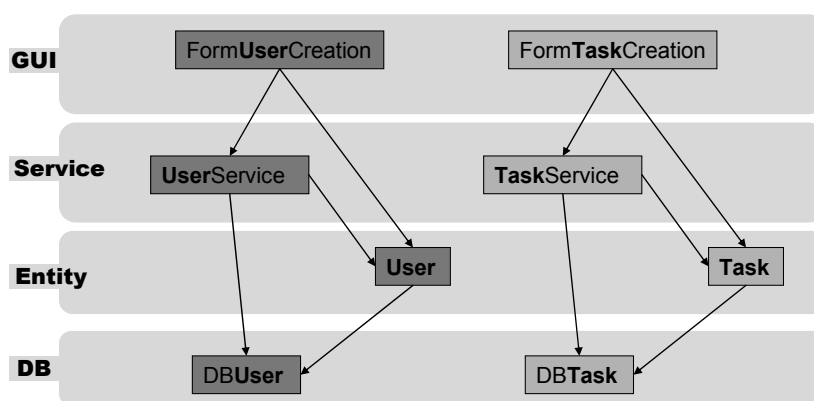 GUI
FormUserCreation
FormTaskCreation
Service
UserService
TaskService
Entity
User
Task
DB
DBUser
DBTask